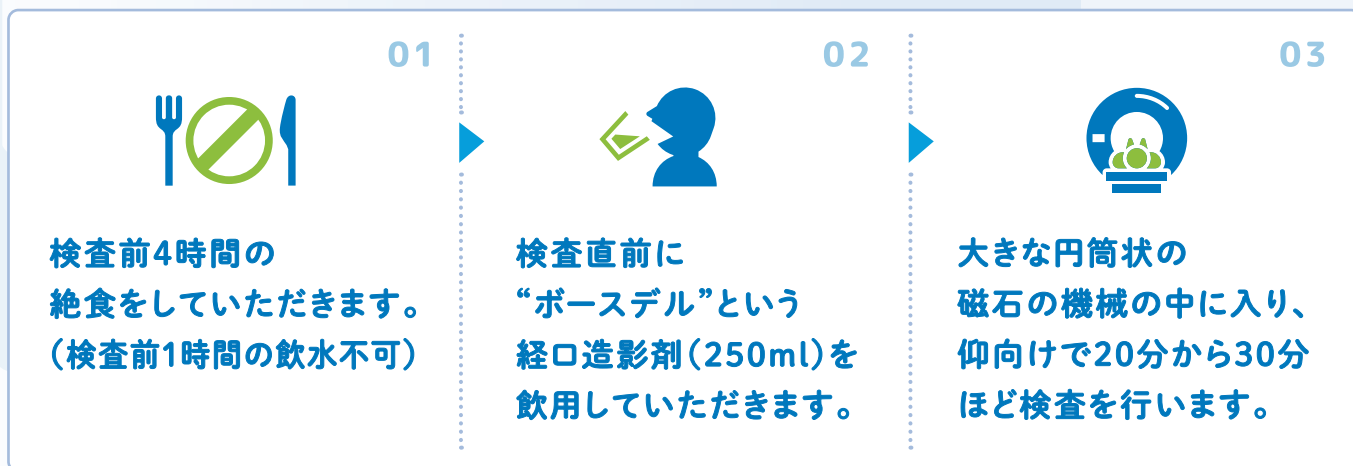 01
検査前4時間の
絶食をしていただきます。
（検査前1時間の飲水不可）
02
検査直前に
“ボースデル”という
経口造影剤（250ml）を
飲用していただきます。
03
大きな円筒状の
磁石の機械の中に入り、
仰向けで20分から30分
ほど検査を行います。